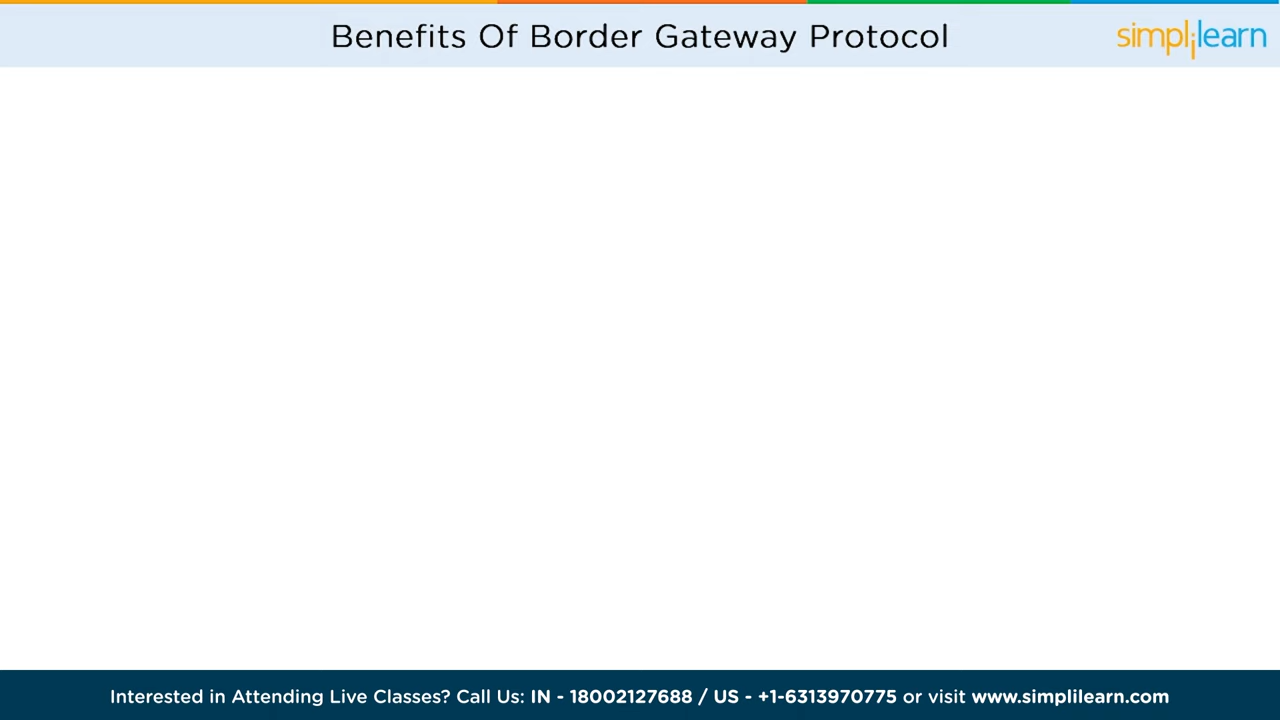 Benefits Of Border Gateway Protocol
simplilearn
Interested in Attending Live Classes? Call Us: IN - 18002127688 / US - +1-6313970775 or visit www.simplilearn.com